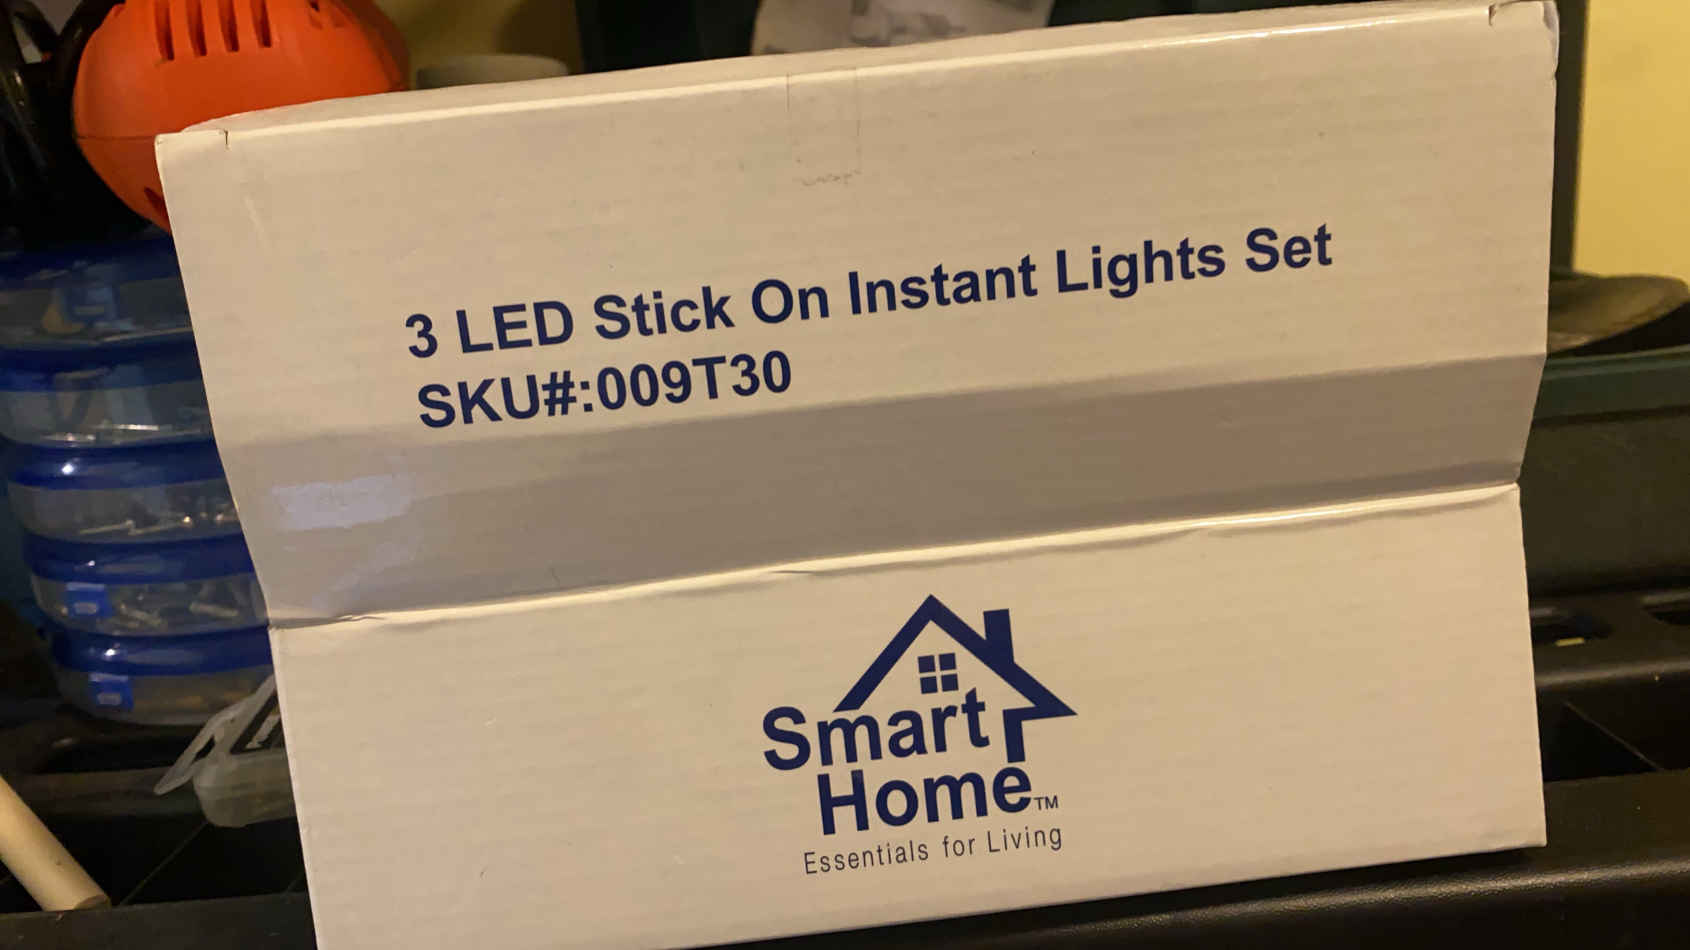 3 LED Stick On Instant Lights Set
SKU#:009T30
Smart
Home™
Essentials for Living